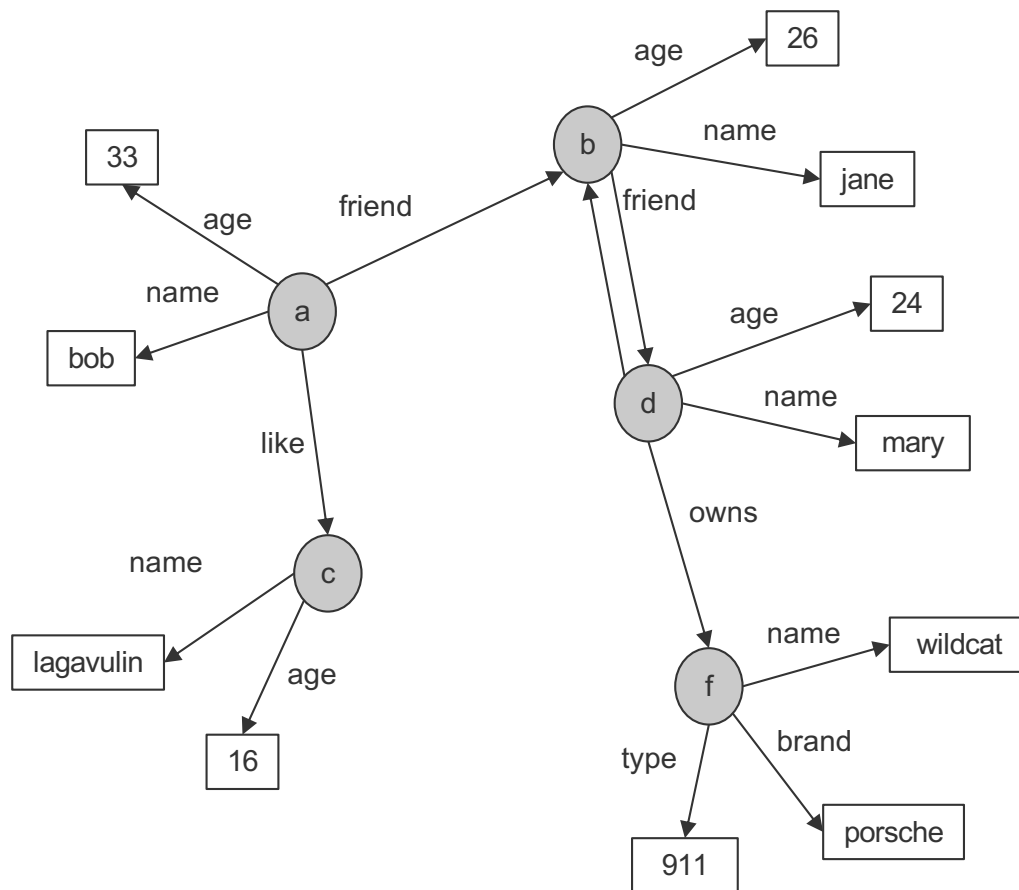 26
age
b
name
33
jane
friend
friend
age
name
a
24
age
bob
name
d
mary
like
owns
name
c
name
wildcat
lagavulin
age
f
brand
type
16
porsche
911